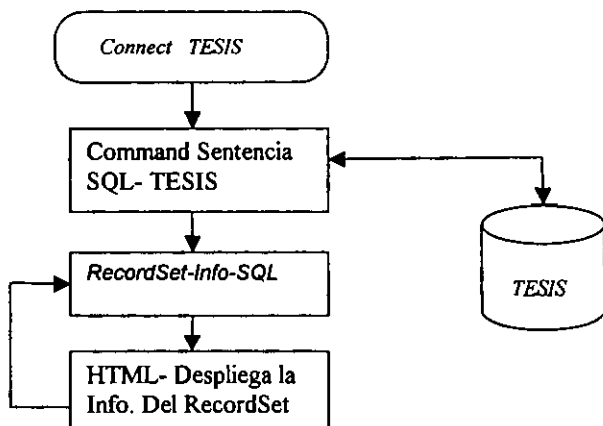 Connect TESIS
Command Sentencia
SQL- TESIS
RecordSet-Info-SQL
TESIS
HTML- Despliega la
Info. Del RecordSet